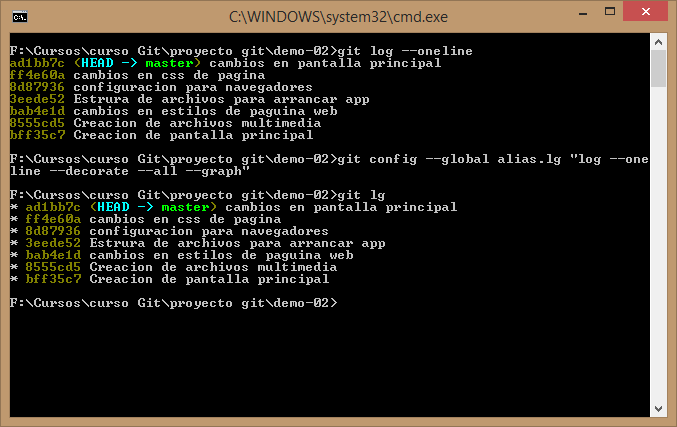 C:\WINDOWS\system32\cmd.exe
F:\Cursos\curso Git\proyecto git\demo-02>git log --oneline
ad1bb7c (HEAD -> master) cambios en pantalla principal
ff4e60a cambios en css de pagina
8d87936 configuracion para navegadores
3eede52 Estrura de archivos para arrancar app
bab4e1d cambios en estilos de paguina web
8555cd5 Creacion de archivos multimedia
bff35c7 Creacion de pantalla principal
F:\Cursos\curso Git\proyecto git\demo-02>git config --global alias.lg "log --one
line --decorate --all --graph"
F:\Cursos\curso Git\proyecto git\demo-02>git lg
* ad1bb7c (HEAD -> master) cambios en pantalla principal
* ff4e60a cambios en css de pagina
* 8d87936 configuracion para navegadores
* 3eede52 Estrura de archivos para arrancar app
* bab4e1d cambios en estilos de paguina web
* 8555cd5 Creacion de archivos multimedia
* bff35c7 Creacion de pantalla principal
F:\Cursos\curso Git\proyecto git\demo-02>